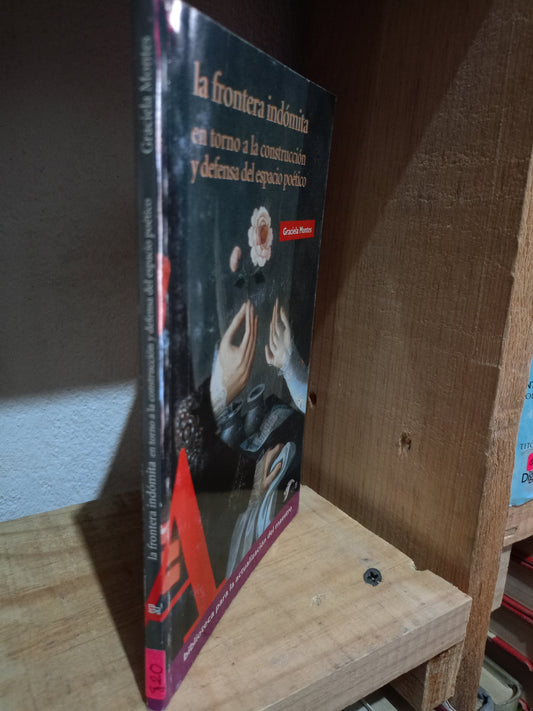 la frontera indómita
en torno a la construcción
y defensa del espacio poético
Graciela Montes
biblioteca para la actualización del maestro
Graciela Montes
la frontera indómita en torno a la construcción y defensa del espacio poético
820